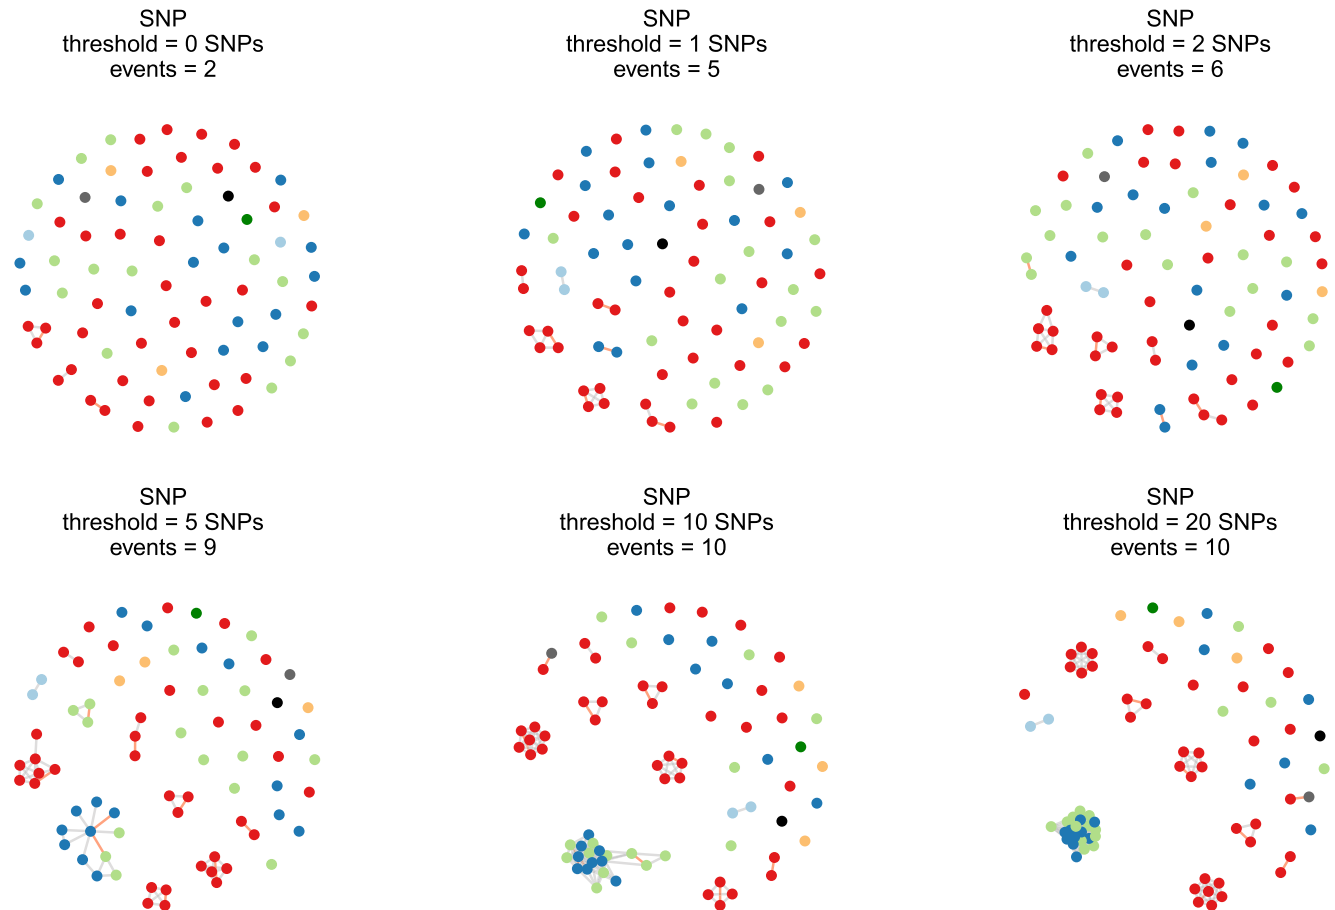 SNP
threshold = 0 SNPs
events = 2
SNP
threshold = 1 SNPs
events = 5
SNP
threshold = 2 SNPs
events = 6
SNP
threshold = 5 SNPs
events = 9
SNP
threshold = 10 SNPs
events = 10
SNP
threshold = 20 SNPs
events = 10